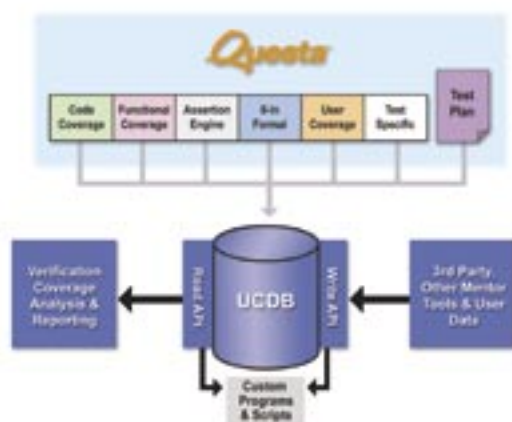 Questa
Code
Coverage
Functional
Coverage
Assertion
Engine
0-in
Formal
User
Coverage
Test
Specific
Test
Plan
Verification
Coverage
Analysis &
Reporting
Read API
UCDB
Write API
3rd Party,
Other Mentor
Tools & User
Data
Custom
Programs
& Scripts